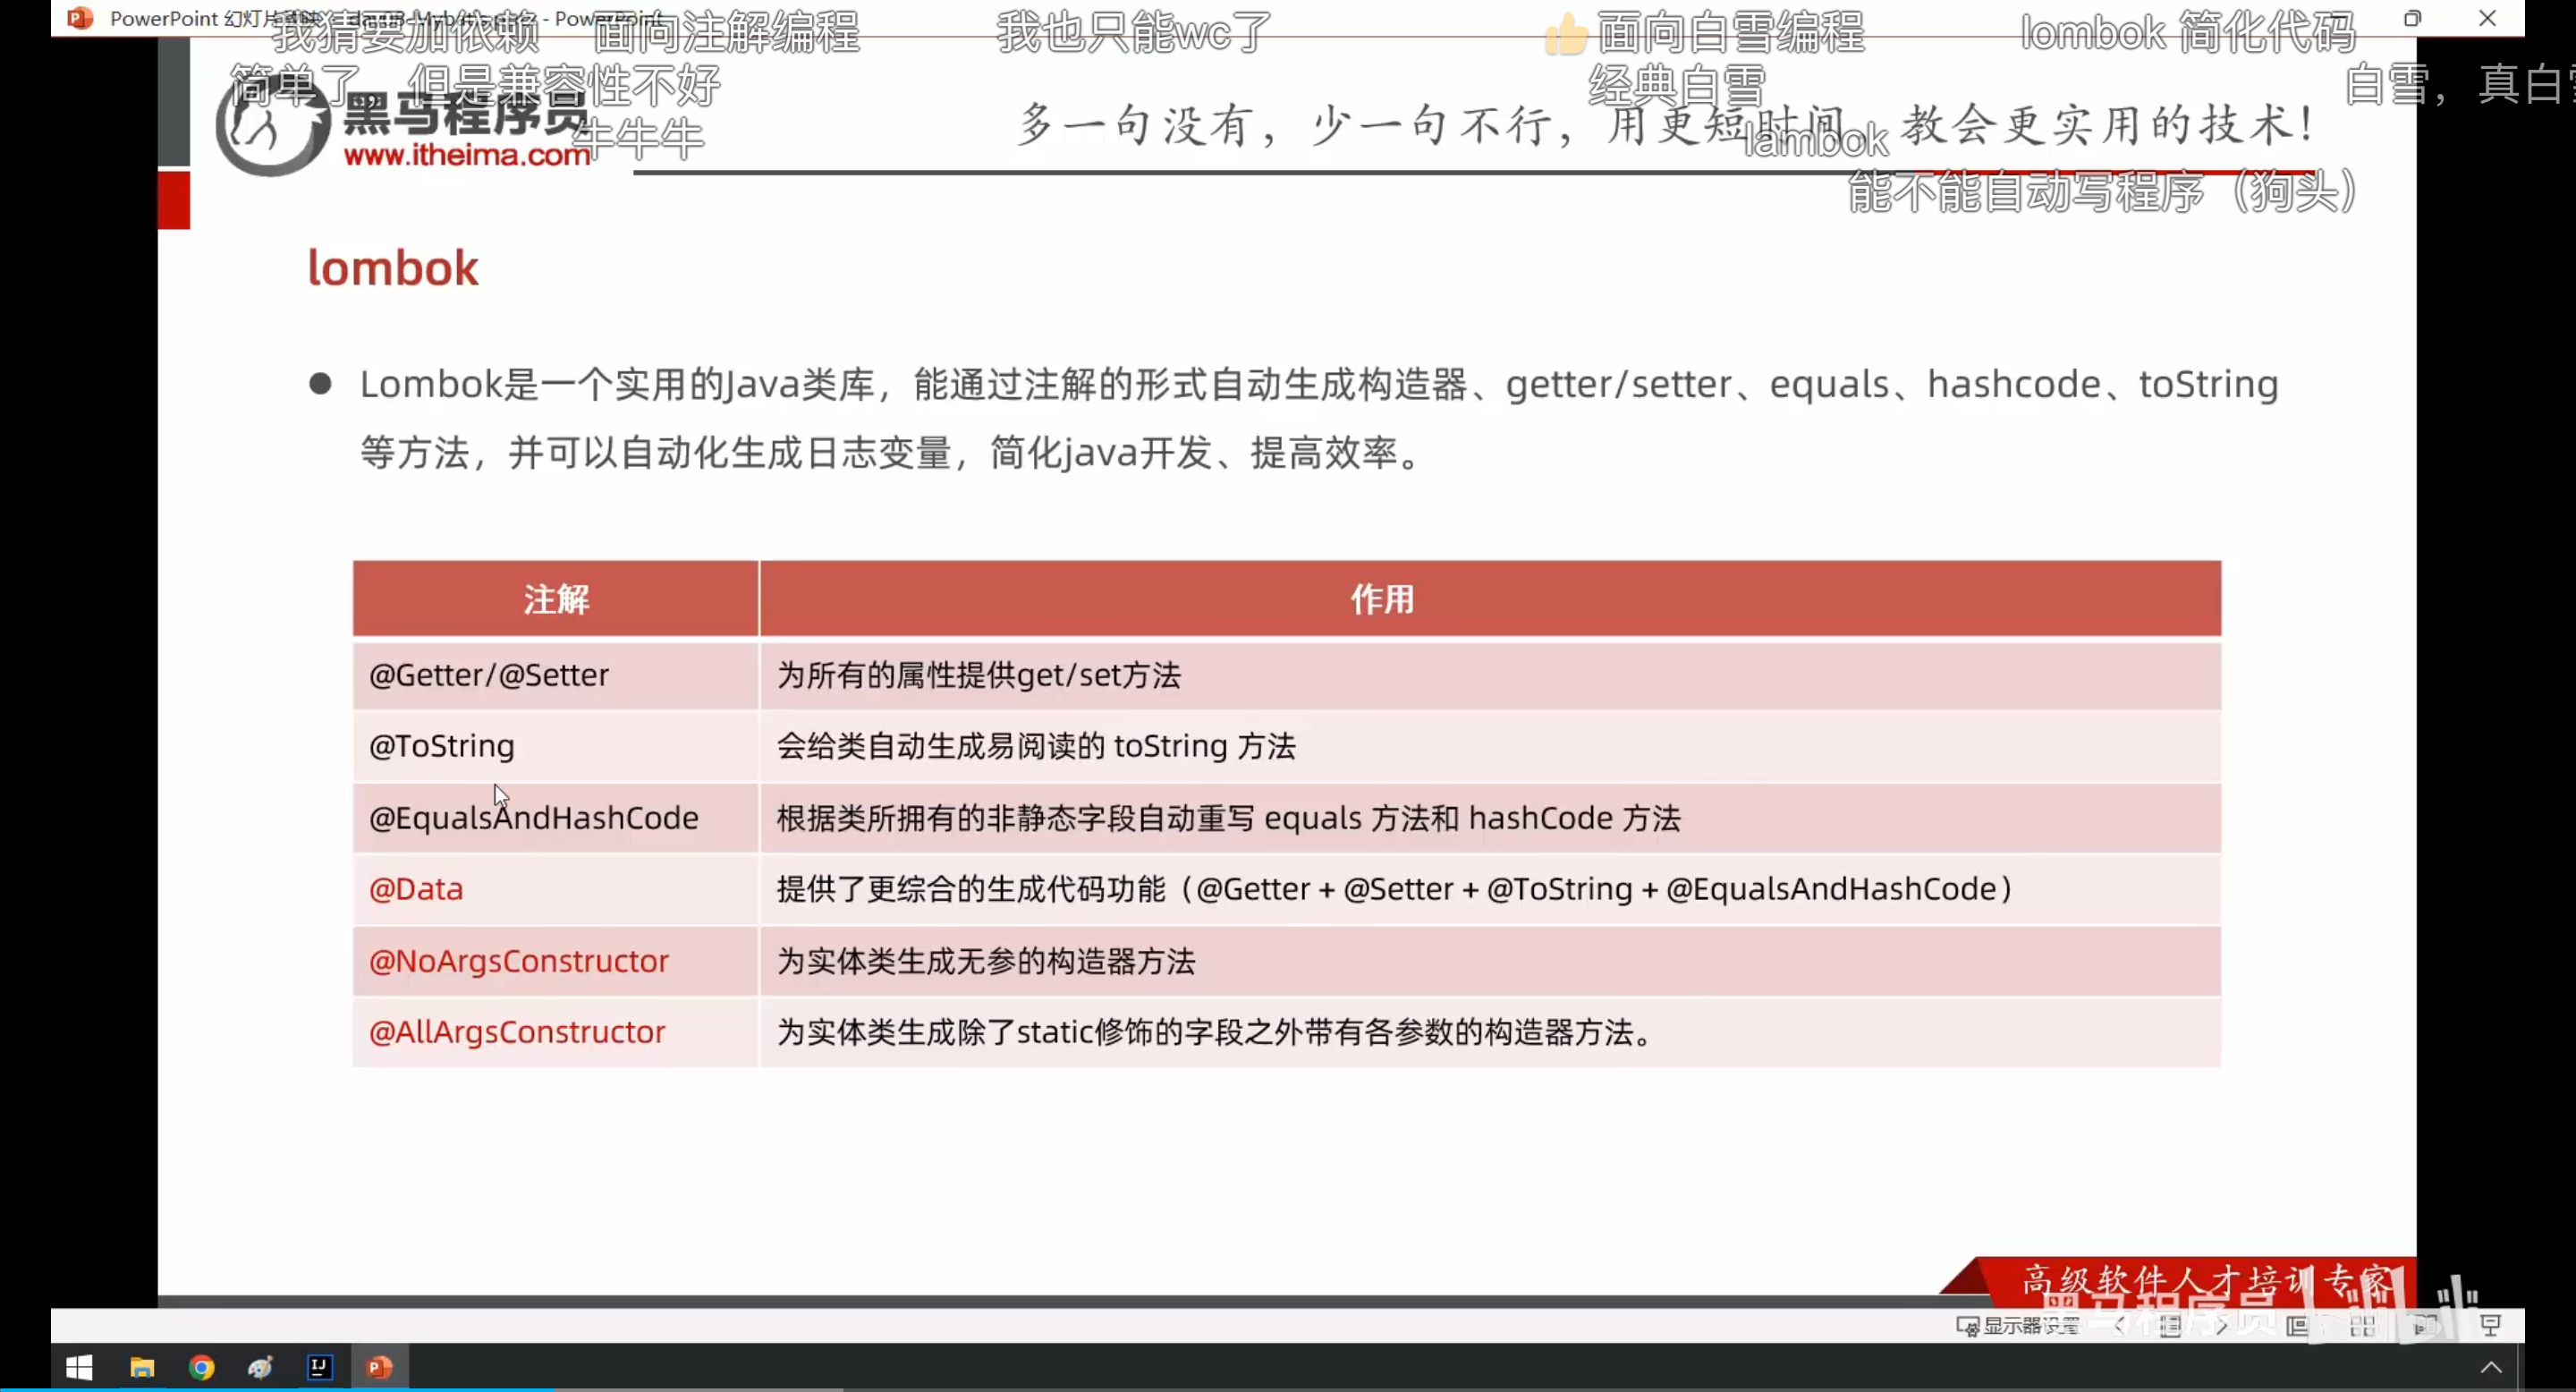 PowerPoint 幻灯片
- PowerPoint
我猜要加依赖
面向注解编程
我也只能wc了
👍面向白雪编程
lombok 简化代码
简单了，但是兼容性不好
经典白雪
白雪，真白雪
黑马程序员
www.itheima.com
牛牛牛
多一句没有，少一句不行，用更短时间，教会更实用的技术！
lambok
能不能自动写程序（狗头）
lombok
● Lombok是一个实用的Java类库，能通过注解的形式自动生成构造器、getter/setter、equals、hashcode、toString
等方法，并可以自动化生成日志变量，简化java开发、提高效率。
注解 作用
@Getter/@Setter 为所有的属性提供get/set方法
@ToString 会给类自动生成易阅读的 toString 方法
@EqualsAndHashCode 根据类所拥有的非静态字段自动重写 equals 方法和 hashCode 方法
@Data 提供了更综合的生成代码功能（@Getter + @Setter + @ToString + @EqualsAndHashCode）
@NoArgsConstructor 为实体类生成无参的构造器方法
@AllArgsConstructor 为实体类生成除了static修饰的字段之外带有各参数的构造器方法。
高级软件人才培训专家
黑马程序员
显示器设置